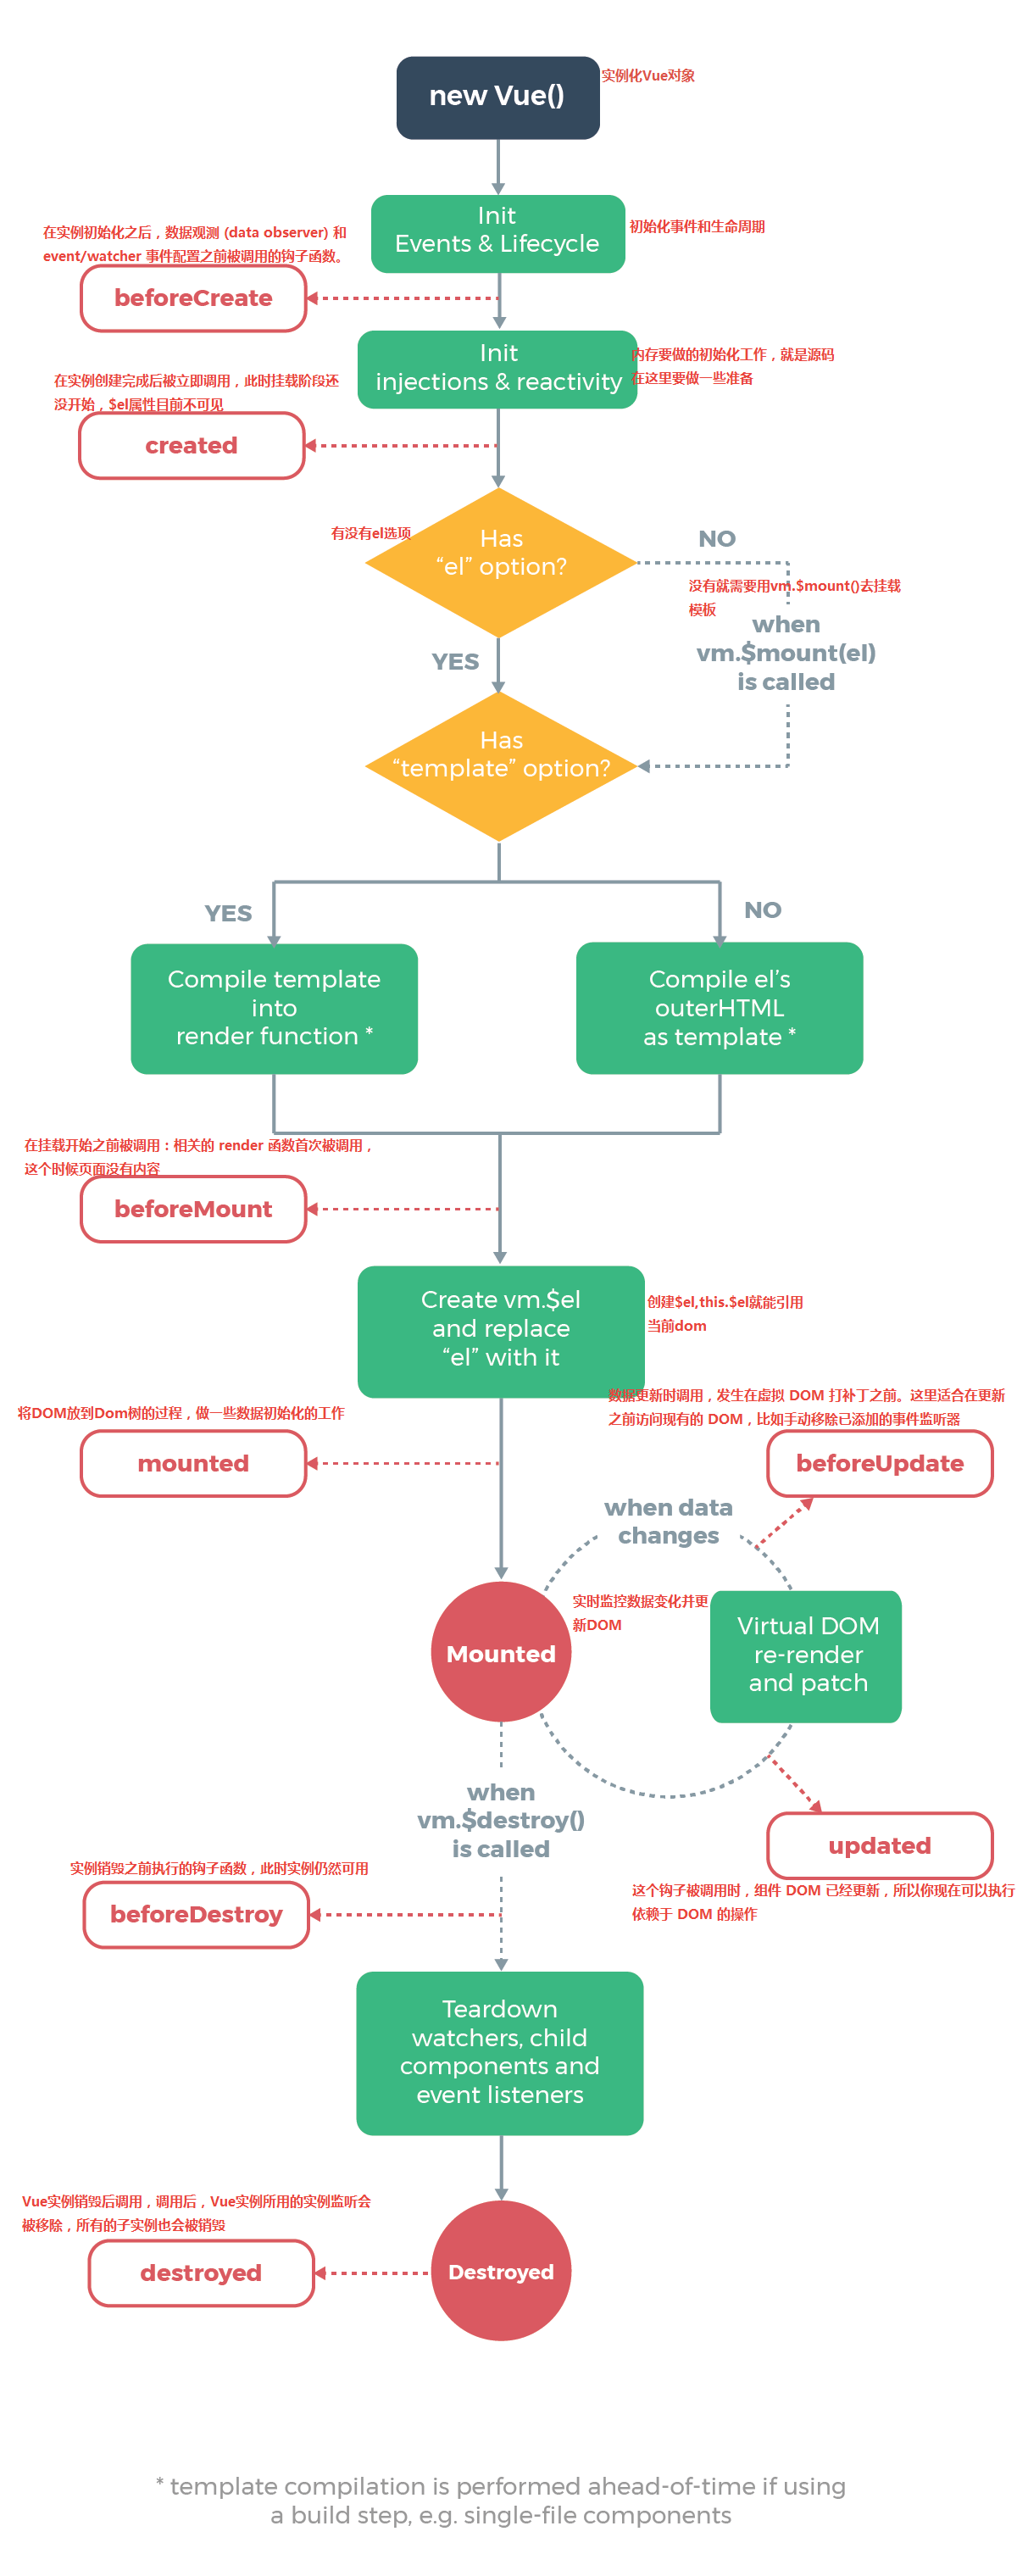 new Vue()
实例化Vue对象
Init
Events & Lifecycle
初始化事件和生命周期
在实例初始化之后，数据观测 (data observer) 和
event/watcher 事件配置之前被调用的钩子函数。
beforeCreate
Init
injections & reactivity
内存要做的初始化工作，就是源码
在这里要做一些准备
在实例创建完成后被立即调用，此时挂载阶段还
没开始，$el属性目前不可见
created
有没有el选项
Has
“el” option?
NO
没有就需要用vm.$mount()去挂载
模板
when
vm.$mount(el)
is called
YES
Has
“template” option?
YES
NO
Compile template
into
render function *
Compile el’s
outerHTML
as template *
在挂载开始之前被调用：相关的 render 函数首次被调用，
这个时候页面没有内容
beforeMount
Create vm.$el
and replace
“el” with it
创建$el,this.$el就能引用
当前dom
数据更新时调用，发生在虚拟 DOM 打补丁之前。这里适合在更新
之前访问现有的 DOM，比如手动移除已添加的事件监听器
beforeUpdate
将DOM放到Dom树的过程，做一些数据初始化的工作
mounted
when data
changes
实时监控数据变化并更
新DOM
Mounted
Virtual DOM
re-render
and patch
when
vm.$destroy()
is called
updated
这个钩子被调用时，组件 DOM 已经更新，所以你现在可以执行
依赖于 DOM 的操作
实例销毁之前执行的钩子函数，此时实例仍然可用
beforeDestroy
Teardown
watchers, child
components and
event listeners
Vue实例销毁后调用，调用后，Vue实例所用的实例监听会
被移除，所有的子实例也会被销毁
destroyed
Destroyed
* template compilation is performed ahead-of-time if using
a build step, e.g. single-file components